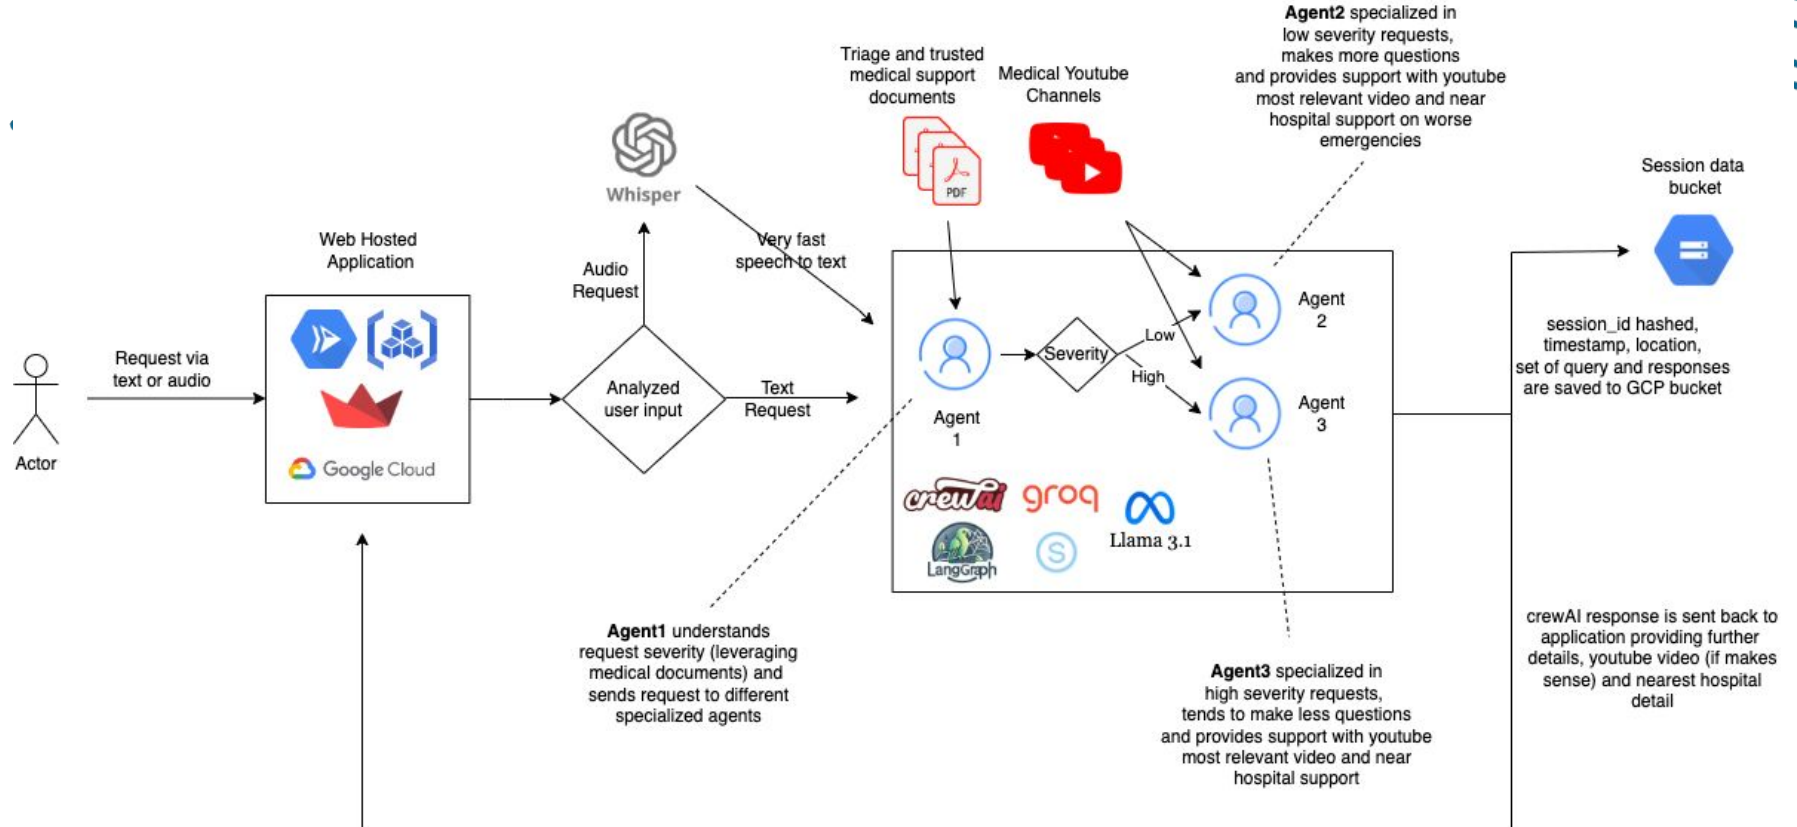 Agent2 specialized in
low severity requests,
makes more questions
and provides support with youtube
most relevant video and near
hospital support on worse
emergencies
Triage and trusted
medical support
documents
Medical Youtube
Channels
PDF
Whisper
Session data
bucket
Web Hosted
Application
Very fast
speech to text
Audio
Request
Request via
text or audio
Analyzed
user input
Text
Request
Google Cloud
Actor
Agent
1
Severity
Low
High
Agent
2
Agent
3
session_id hashed,
timestamp, location,
set of query and responses
are saved to GCP bucket
crewai
groq
LangGraph
S
Llama 3.1
Agent1 understands
request severity (leveraging
medical documents) and
sends request to different
specialized agents
Agent3 specialized in
high severity requests,
tends to make less questions
and provides support with youtube
most relevant video and near
hospital support
crewAI response is sent back to
application providing further
details, youtube video (if makes
sense) and nearest hospital
detail